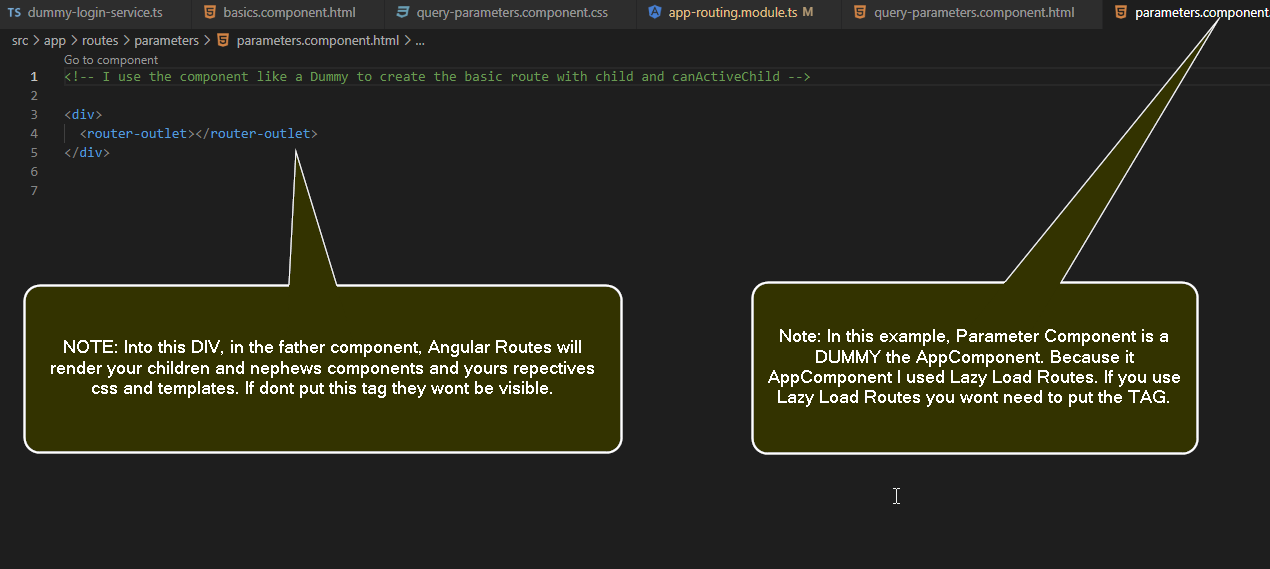 dummy-login-service.ts basics.component.html query-parameters.component.css app-routing.module.ts M query-parameters.component.html parameters.component
src > app > routes > parameters > parameters.component.html > ...
Go to component
1 <!-- I use the component like a Dummy to create the basic route with child and canActiveChild -->
2
3 <div>
4 <router-outlet></router-outlet>
5 </div>
6
7
NOTE: Into this DIV, in the father component, Angular Routes will
render your children and nephews components and yours repectives
css and templates. If dont put this tag they wont be visible.
Note: In this example, Parameter Component is a
DUMMY the AppComponent. Because it
AppComponent I used Lazy Load Routes. If you use
Lazy Load Routes you wont need to put the TAG.